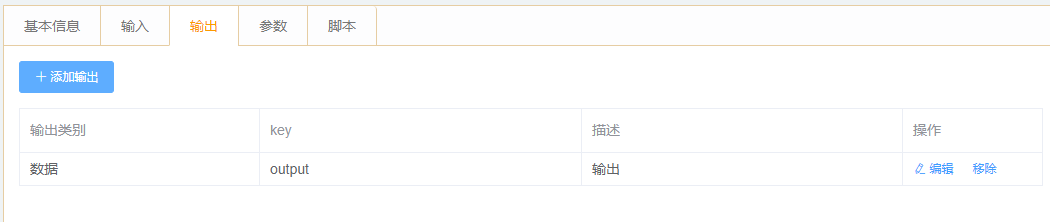 基本信息 输入 输出 参数 脚本
添加输出
输出类别 key 描述 操作
数据 output 输出 编辑 移除